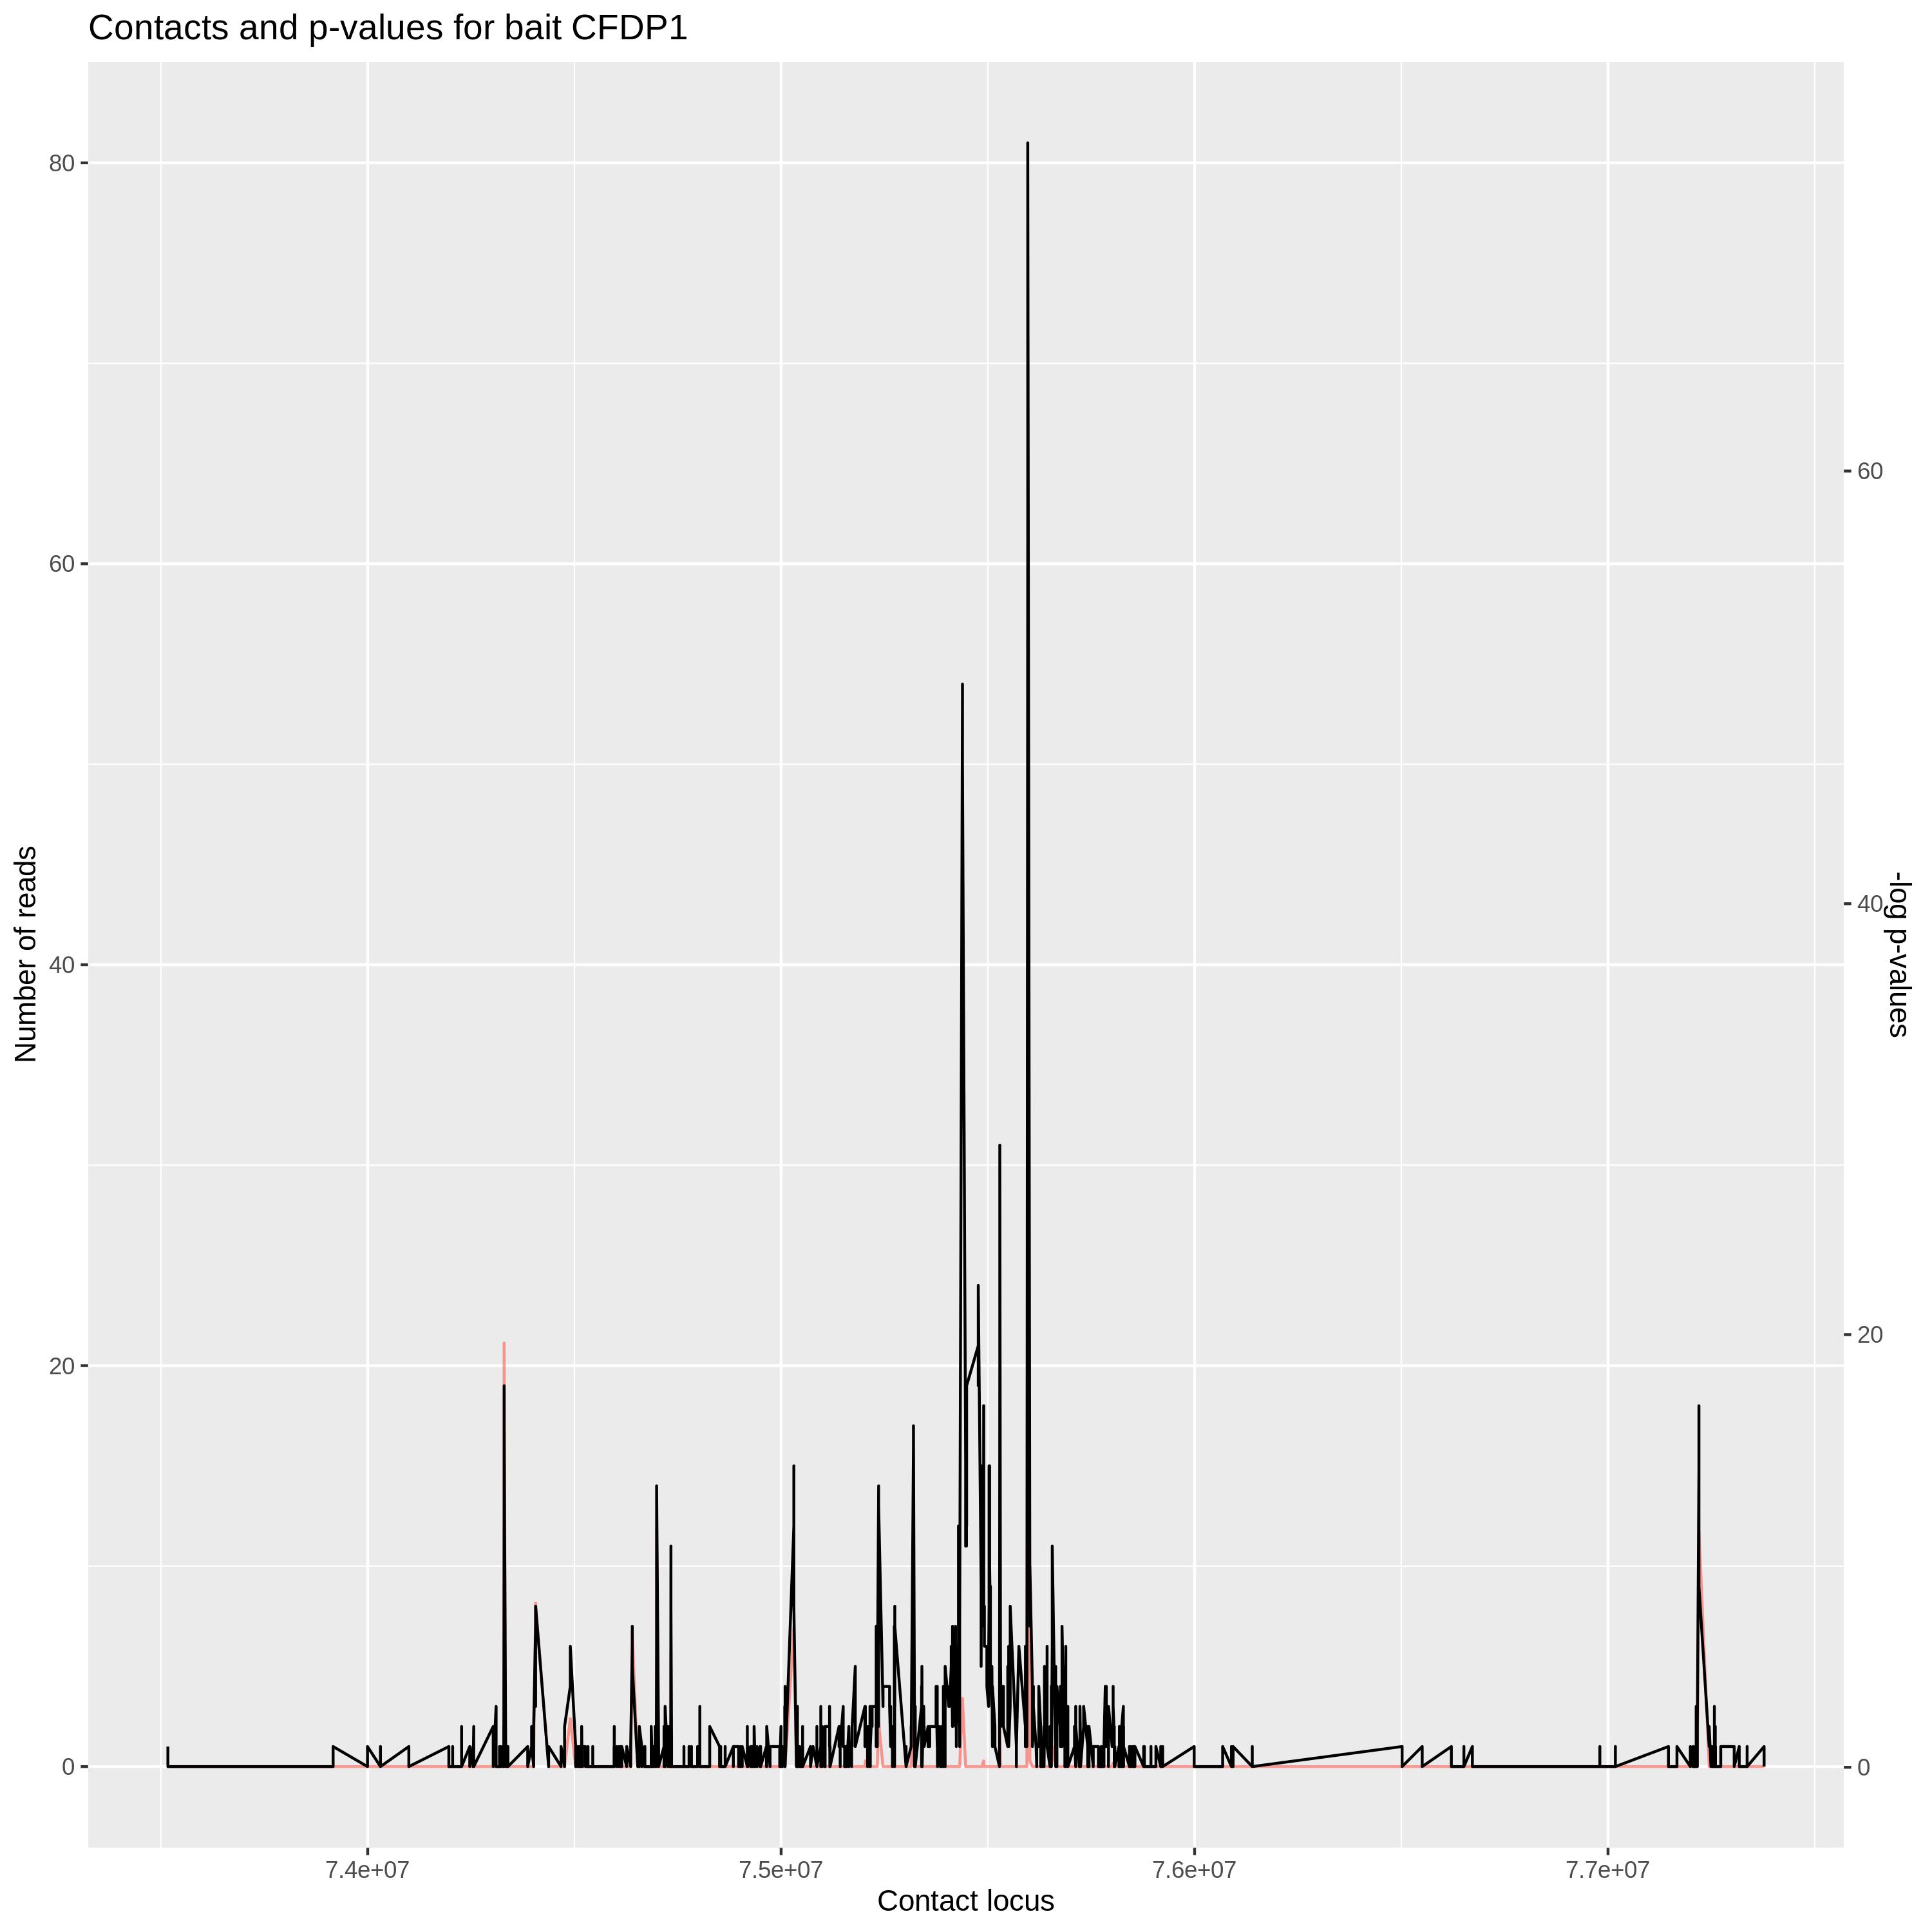 Contacts and p-values for bait CFDP1
80
60
40
20
0
Number of reads
60
40
20
0
-log p-values
7.4e+07 7.5e+07 7.6e+07 7.7e+07
Contact locus